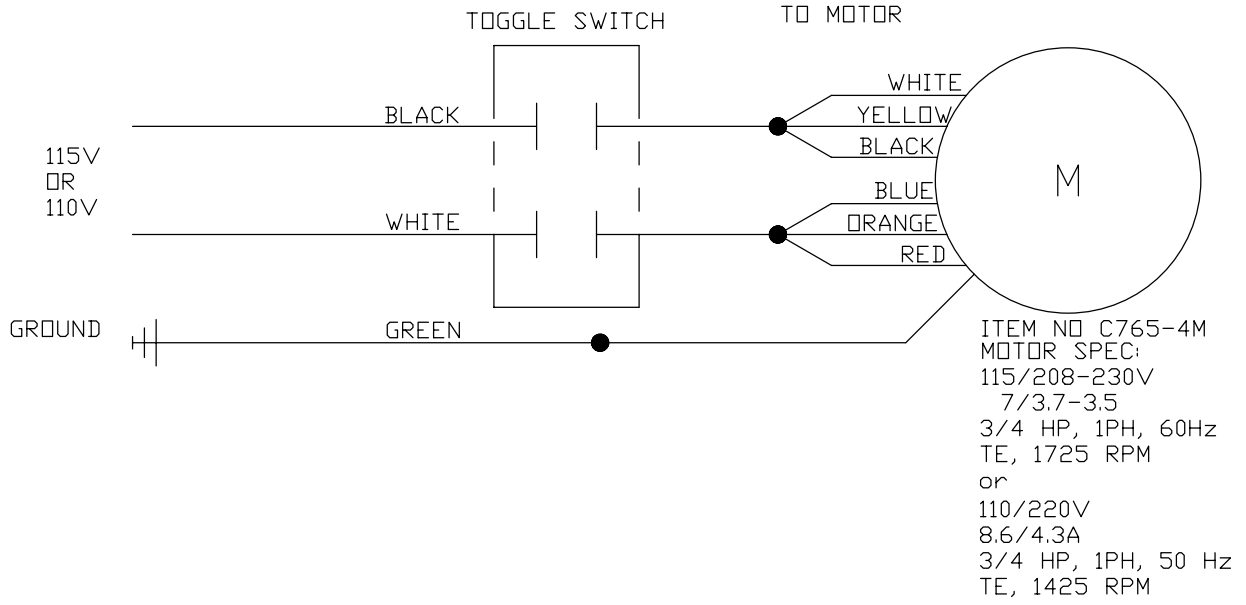 TOGGLE SWITCH
TO MOTOR
WHITE
BLACK
YELLOW
BLACK
115V
OR
110V
M
BLUE
WHITE
ORANGE
RED
GROUND
GREEN
ITEM NO C765-4M
MOTOR SPEC:
115/208-230V
7/3.7-3.5
3/4 HP, 1PH, 60Hz
TE, 1725 RPM
or
110/220V
8.6/4.3A
3/4 HP, 1PH, 50 Hz
TE, 1425 RPM